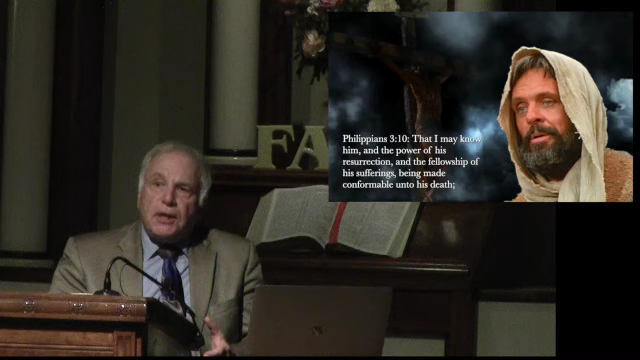 FA
Philippians 3:10: That I may know
him, and the power of his
resurrection, and the fellowship of
his sufferings, being made
conformable unto his death;